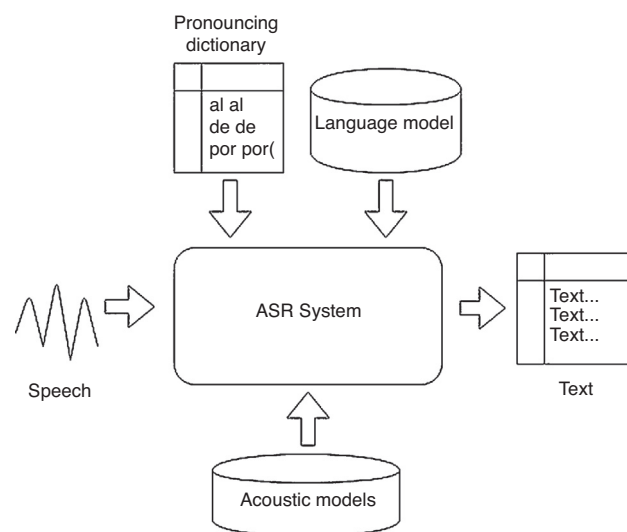 Pronouncing
dictionary
al al
de de
por por(
Language model
ASR System
Speech
Text...
Text...
Text...
Text
Acoustic models